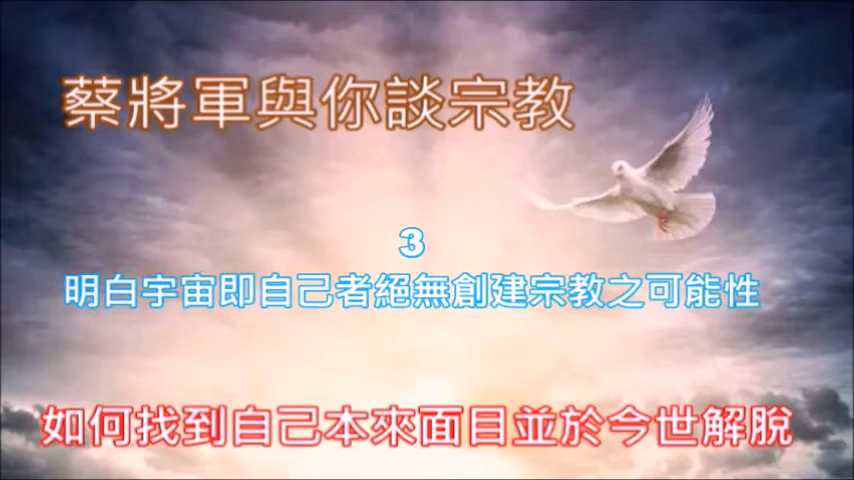 蔡將軍與你談宗教
3
明白宇宙即自己者絕無創建宗教之可能性
如何找到自己本來面目並於今世解脫